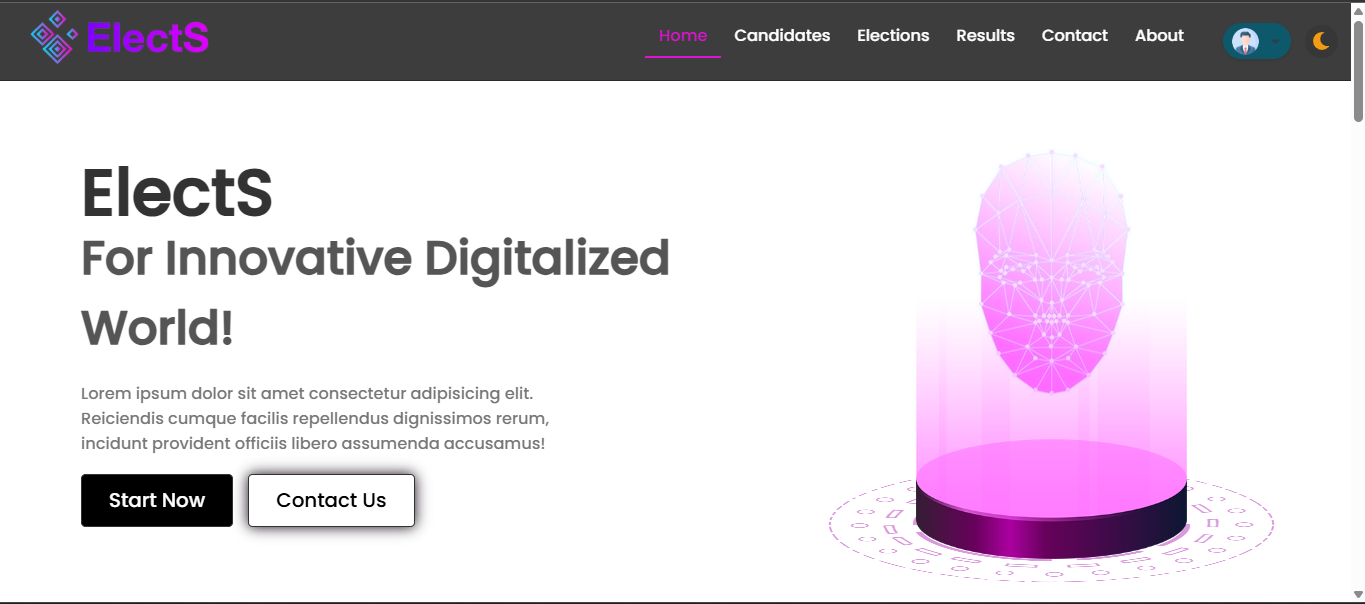 ElectS
Home Candidates Elections Results Contact About
ElectS
For Innovative Digitalized
World!
Lorem ipsum dolor sit amet consectetur adipisicing elit.
Reiciendis cumque facilis repellendus dignissimos rerum,
incidunt provident officiis libero assumenda accusamus!
Start Now Contact Us